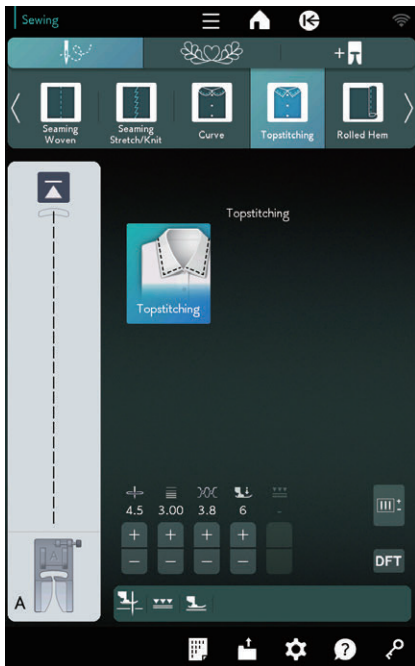 Sewing
Seaming
Woven
Seaming
Stretch/Knit
Curve
Topstitching
Rolled Hem
Topstitching
Topstitching
4.5 3.00 3.8 6 -
+ + + +
- - - -
DFT
A